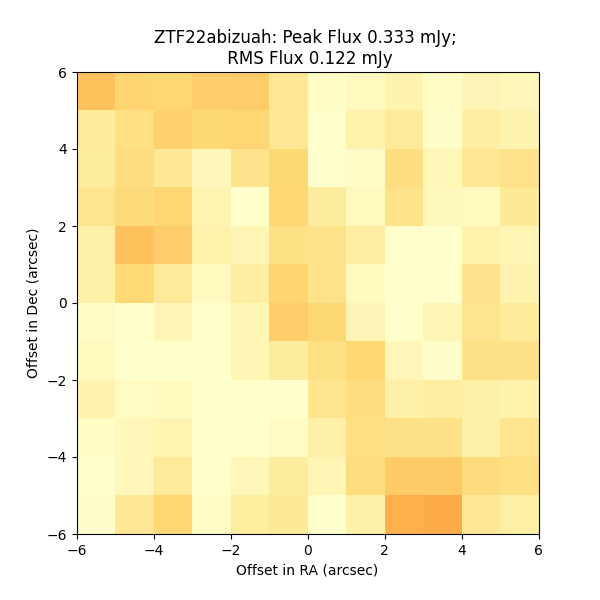 ZTF22abizuah: Peak Flux 0.333 mJy;
RMS Flux 0.122 mJy
6
4
2
0
−2
−4
−6
Offset in Dec (arcsec)
−6 −4 −2 0 2 4 6
Offset in RA (arcsec)